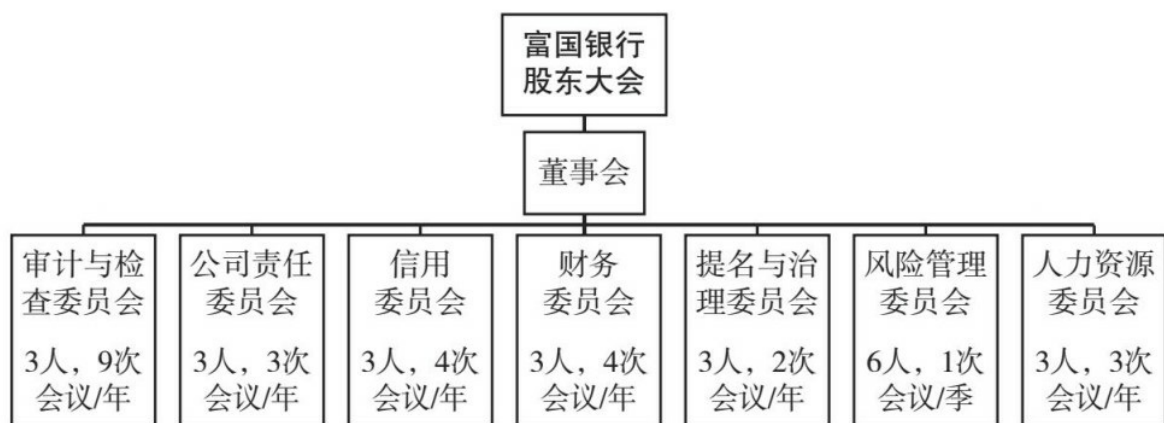 富国银行
股东大会
董事会
审计与检
查委员会
3人，9次
会议/年
公司责任
委员会
3人，3次
会议/年
信用
委员会
3人，4次
会议/年
财务
委员会
3人，4次
会议/年
提名与治
理委员会
3人，2次
会议/年
风险管理
委员会
6人，1次
会议/季
人力资源
委员会
3人，3次
会议/年